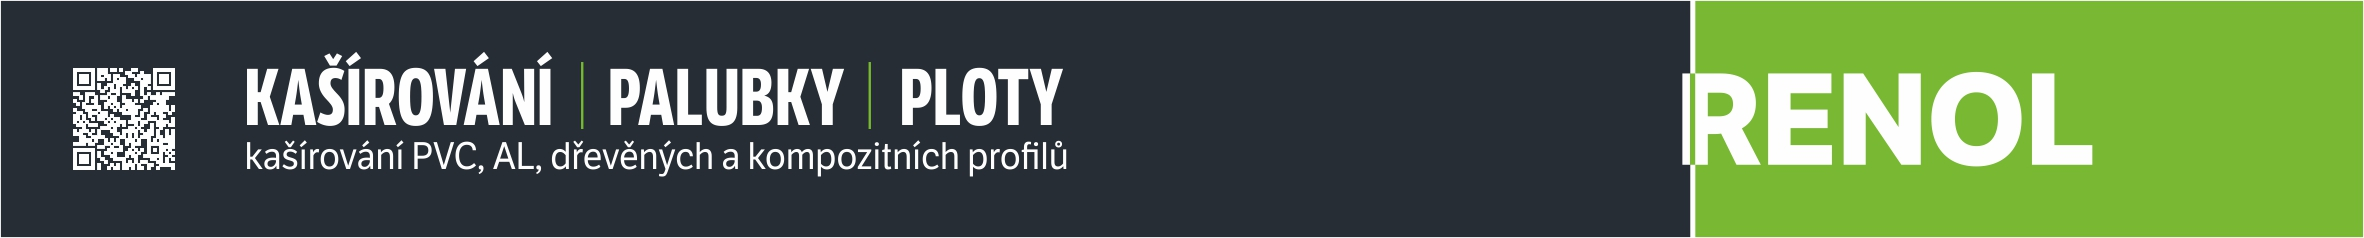 KAŠÍROVÁNÍ | PALUBKY | PLOTY
kašírování PVC, AL, dřevěných a kompozitních profilů
RENOL